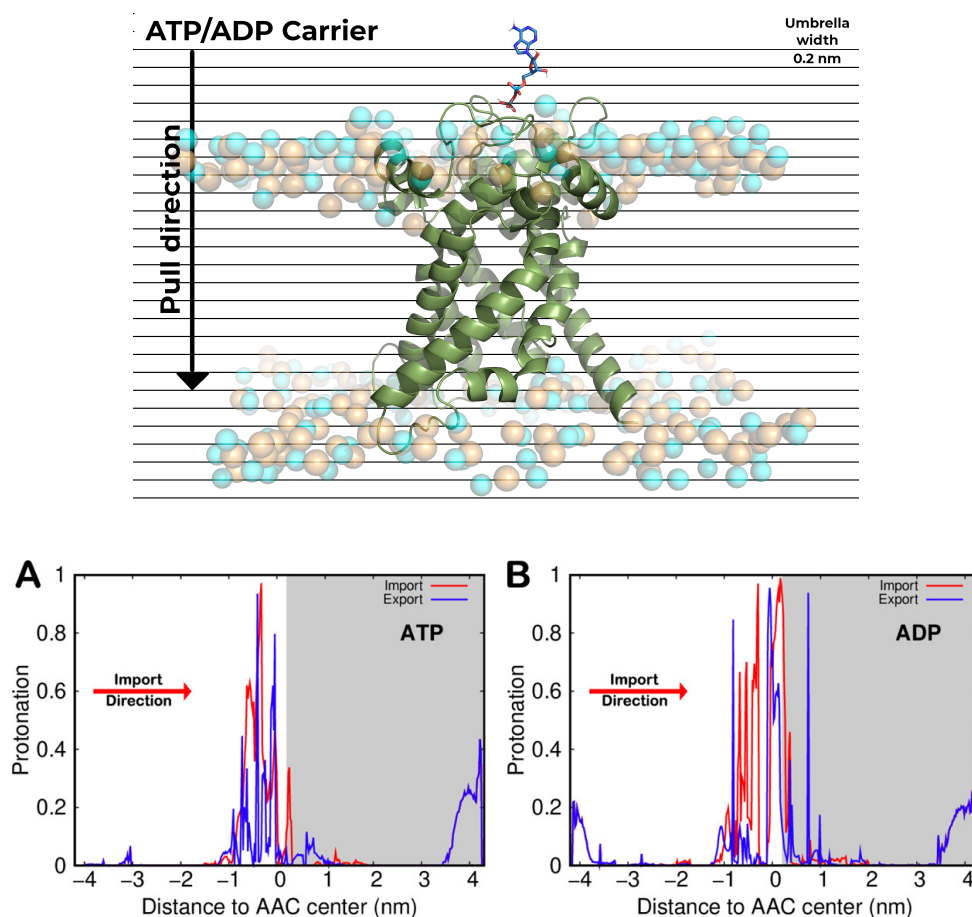 ATP/ADP Carrier
Umbrella
width
0.2 nm
Pull direction
A
1
0.8
0.6
0.4
0.2
0
Protonation
Import
Export
ATP
Import
Direction
−4 −3 −2 −1 0 1 2 3 4
Distance to AAC center (nm)
B
1
0.8
0.6
0.4
0.2
0
Protonation
Import
Export
ADP
Import
Direction
−4 −3 −2 −1 0 1 2 3 4
Distance to AAC center (nm)